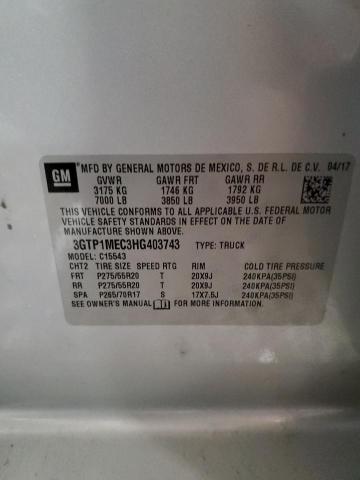 GM MFD BY GENERAL MOTORS DE MEXICO, S. DE R.L. DE C.V. 04/17
GVWR GAWR FRT GAWR RR
3175 KG 1746 KG 1792 KG
7000 LB 3850 LB 3950 LB
THIS VEHICLE CONFORMS TO ALL APPLICABLE U.S. FEDERAL MOTOR
VEHICLE SAFETY STANDARDS IN EFFECT ON THE DATE OF
MANUFACTURE SHOWN ABOVE.
3GTP1MEC3HG403743 TYPE: TRUCK
MODEL: C15543
CHT2 TIRE SIZE SPEED RTG RIM COLD TIRE PRESSURE
FRT P275/55R20 T 20X9J 240KPA(35PSI)
RR P275/55R20 T 20X9J 240KPA(35PSI)
SPA P265/70R17 S 17X7.5J 240KPA(35PSI)
SEE OWNER'S MANUAL FOR MORE INFORMATION.